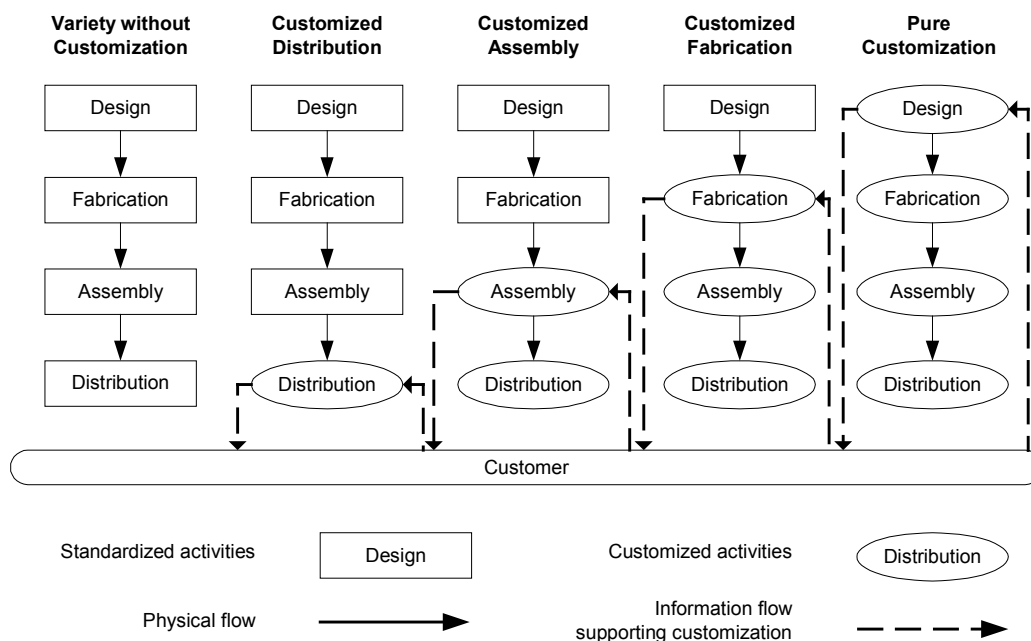 Variety without
Customization
Customized
Distribution
Customized
Assembly
Customized
Fabrication
Pure
Customization
Design
Design
Design
Design
Design
Fabrication
Fabrication
Fabrication
Fabrication
Fabrication
Assembly
Assembly
Assembly
Assembly
Assembly
Distribution
Distribution
Distribution
Distribution
Distribution
Customer
Standardized activities
Design
Customized activities
Distribution
Physical flow
Information flow
supporting customization